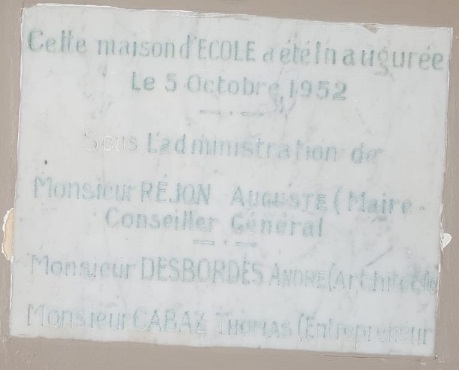 Cette maison d'ECOLE a été Inaugurée
Le 5 Octobre 1952
Sous L'administration de
Monsieur REJON AUGUSTE (Maire-
Conseiller Général
Monsieur DESBORDES ANDRE (Architecte
Monsieur THOMAS (Entrepreneur